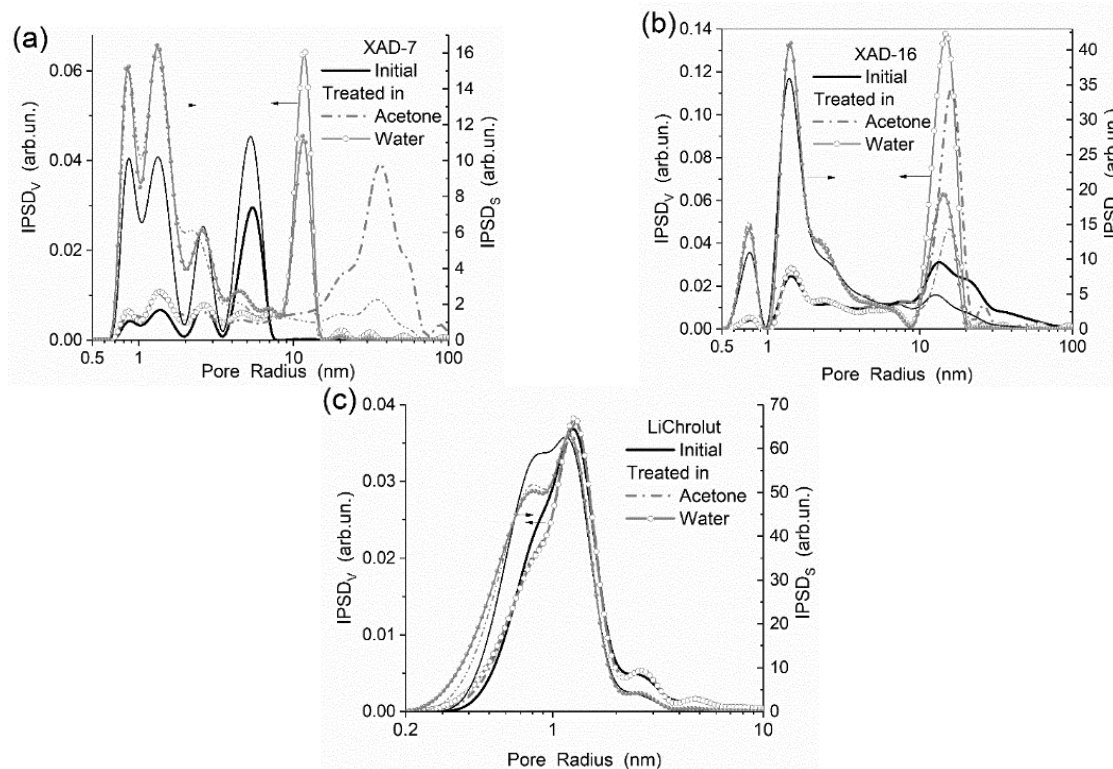 (a)
XAD-7
Initial
Treated in
Acetone
Water
IPSD_V (arb.un.)
0.06
0.04
0.02
0.00
IPSD_S (arb.un.)
16
14
12
10
8
6
4
2
0
0.5 1 10 100
Pore Radius (nm)
(b)
XAD-16
Initial
Treated in
Acetone
Water
IPSD_V (arb.un.)
0.14
0.12
0.10
0.08
0.06
0.04
0.02
0.00
IPSD_S (arb.un.)
40
35
30
25
20
15
10
5
0
0.5 1 10 100
Pore Radius (nm)
(c)
LiChrolut
Initial
Treated in
Acetone
Water
IPSD_V (arb.un.)
0.04
0.03
0.02
0.01
0.00
IPSD_S (arb.un.)
70
60
50
40
30
20
10
0
0.2 1 10
Pore Radius (nm)